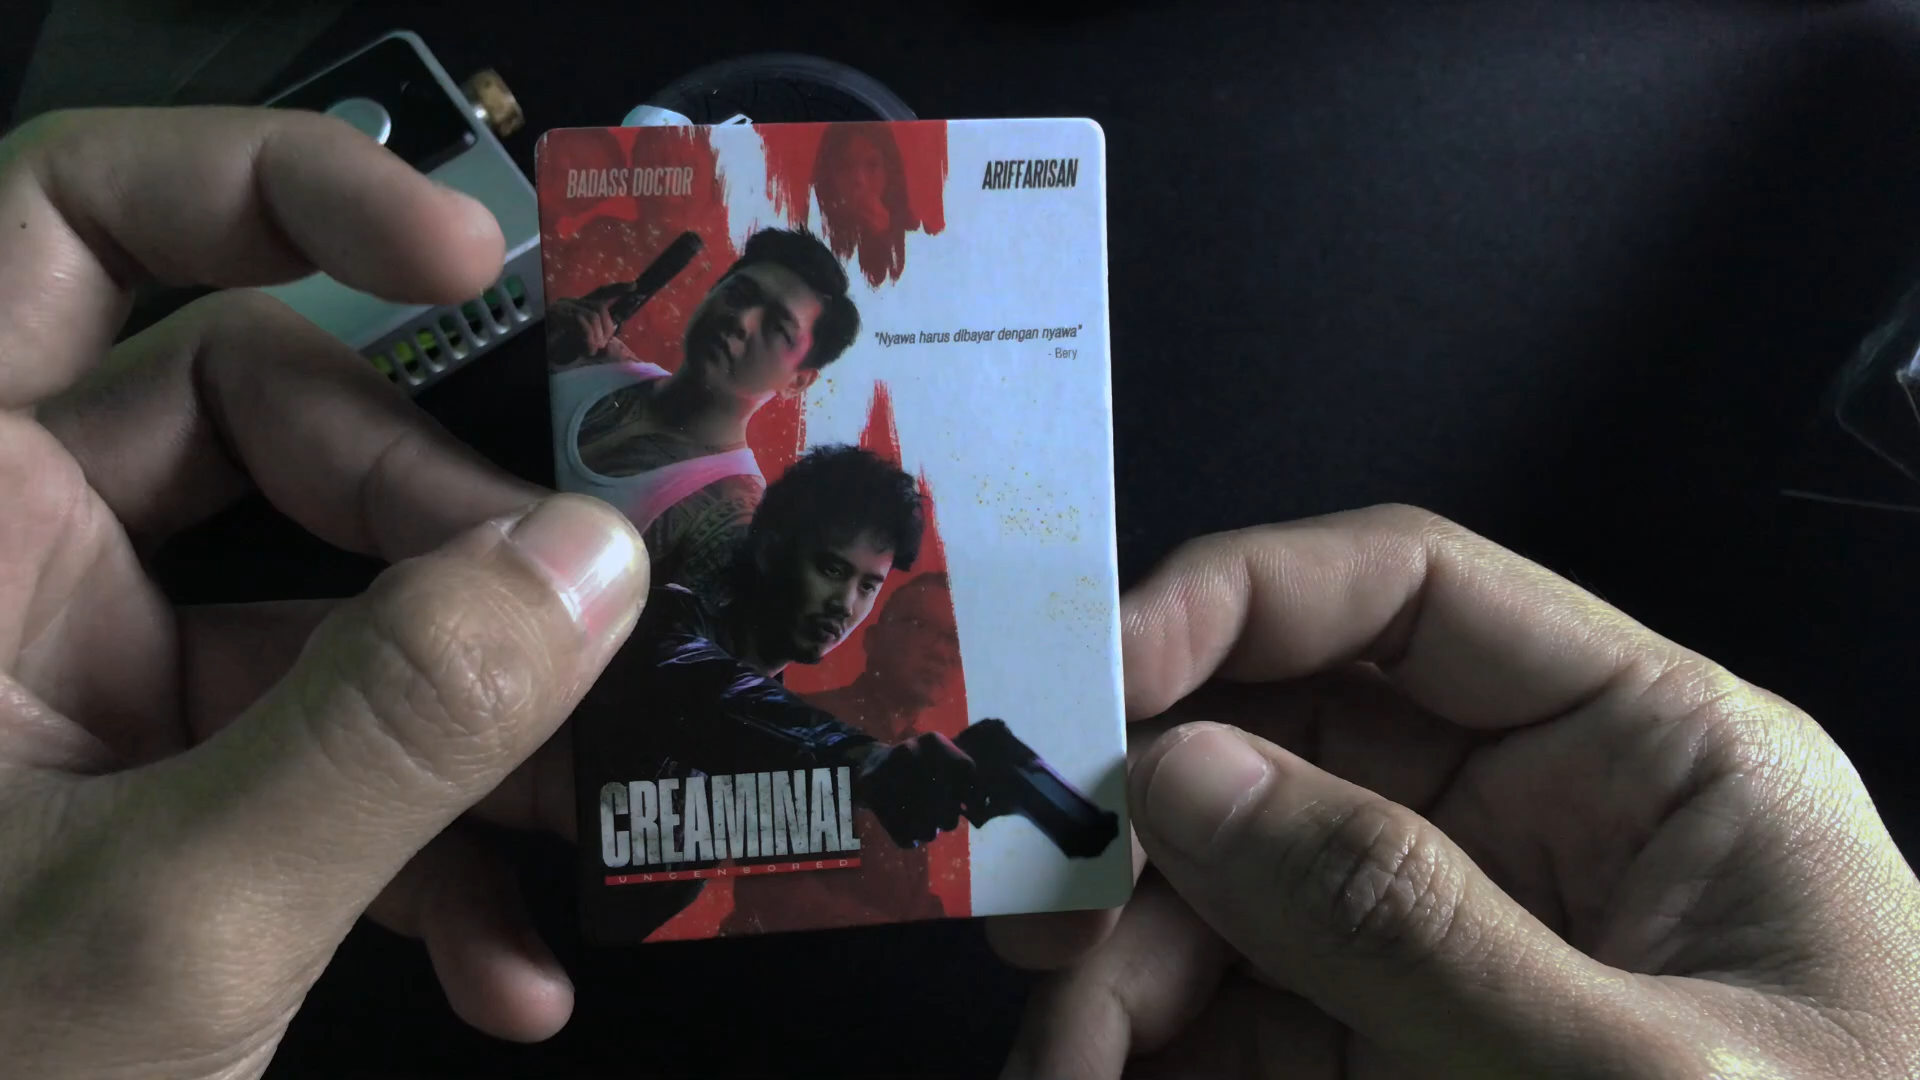 BADASS DOCTOR
ARIFFARISAN
"Nyawa harus dibayar dengan nyawa"
- Bery
CREAMINAL
UNCENSORED